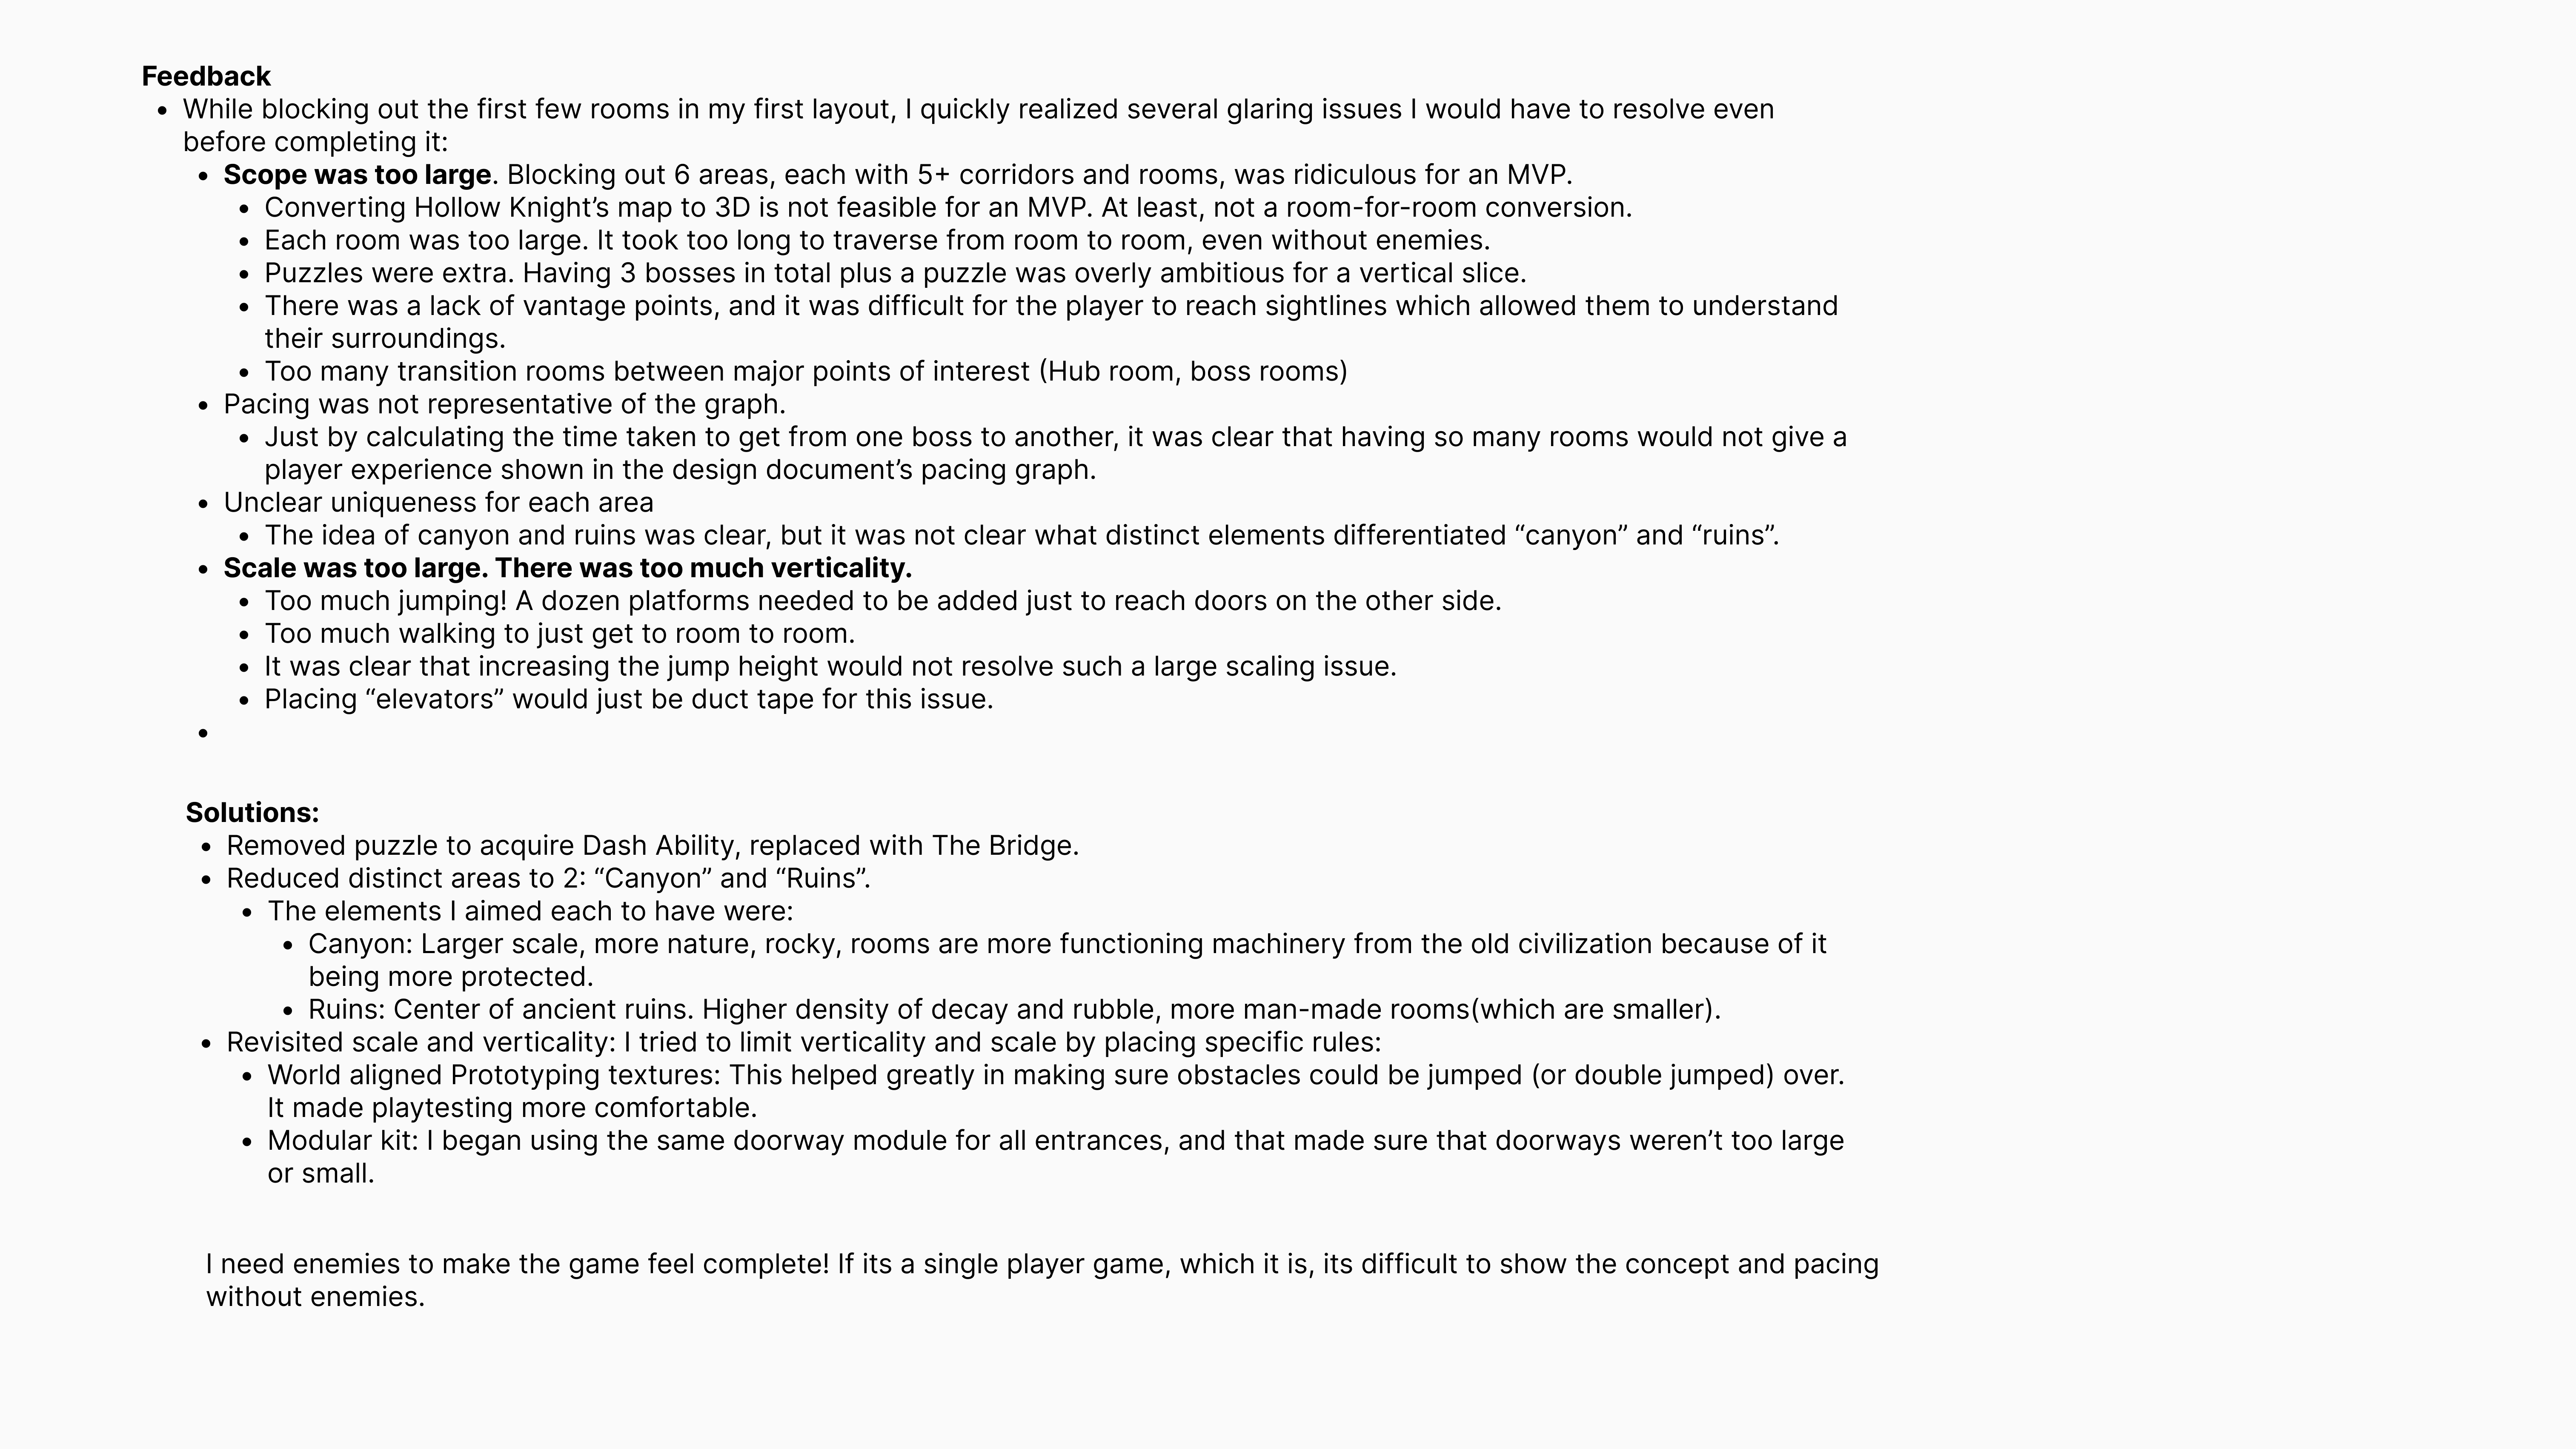 Feedback
• While blocking out the first few rooms in my first layout, I quickly realized several glaring issues I would have to resolve even
before completing it:
• Scope was too large. Blocking out 6 areas, each with 5+ corridors and rooms, was ridiculous for an MVP.
• Converting Hollow Knight’s map to 3D is not feasible for an MVP. At least, not a room-for-room conversion.
• Each room was too large. It took too long to traverse from room to room, even without enemies.
• Puzzles were extra. Having 3 bosses in total plus a puzzle was overly ambitious for a vertical slice.
• There was a lack of vantage points, and it was difficult for the player to reach sightlines which allowed them to understand
their surroundings.
• Too many transition rooms between major points of interest (Hub room, boss rooms)
• Pacing was not representative of the graph.
• Just by calculating the time taken to get from one boss to another, it was clear that having so many rooms would not give a
player experience shown in the design document’s pacing graph.
• Unclear uniqueness for each area
• The idea of canyon and ruins was clear, but it was not clear what distinct elements differentiated “canyon” and “ruins”.
• Scale was too large. There was too much verticality.
• Too much jumping! A dozen platforms needed to be added just to reach doors on the other side.
• Too much walking to just get to room to room.
• It was clear that increasing the jump height would not resolve such a large scaling issue.
• Placing “elevators” would just be duct tape for this issue.
•
Solutions:
• Removed puzzle to acquire Dash Ability, replaced with The Bridge.
• Reduced distinct areas to 2: “Canyon” and “Ruins”.
• The elements I aimed each to have were:
• Canyon: Larger scale, more nature, rocky, rooms are more functioning machinery from the old civilization because of it
being more protected.
• Ruins: Center of ancient ruins. Higher density of decay and rubble, more man-made rooms(which are smaller).
• Revisited scale and verticality: I tried to limit verticality and scale by placing specific rules:
• World aligned Prototyping textures: This helped greatly in making sure obstacles could be jumped (or double jumped) over.
It made playtesting more comfortable.
• Modular kit: I began using the same doorway module for all entrances, and that made sure that doorways weren’t too large
or small.
I need enemies to make the game feel complete! If its a single player game, which it is, its difficult to show the concept and pacing
without enemies.